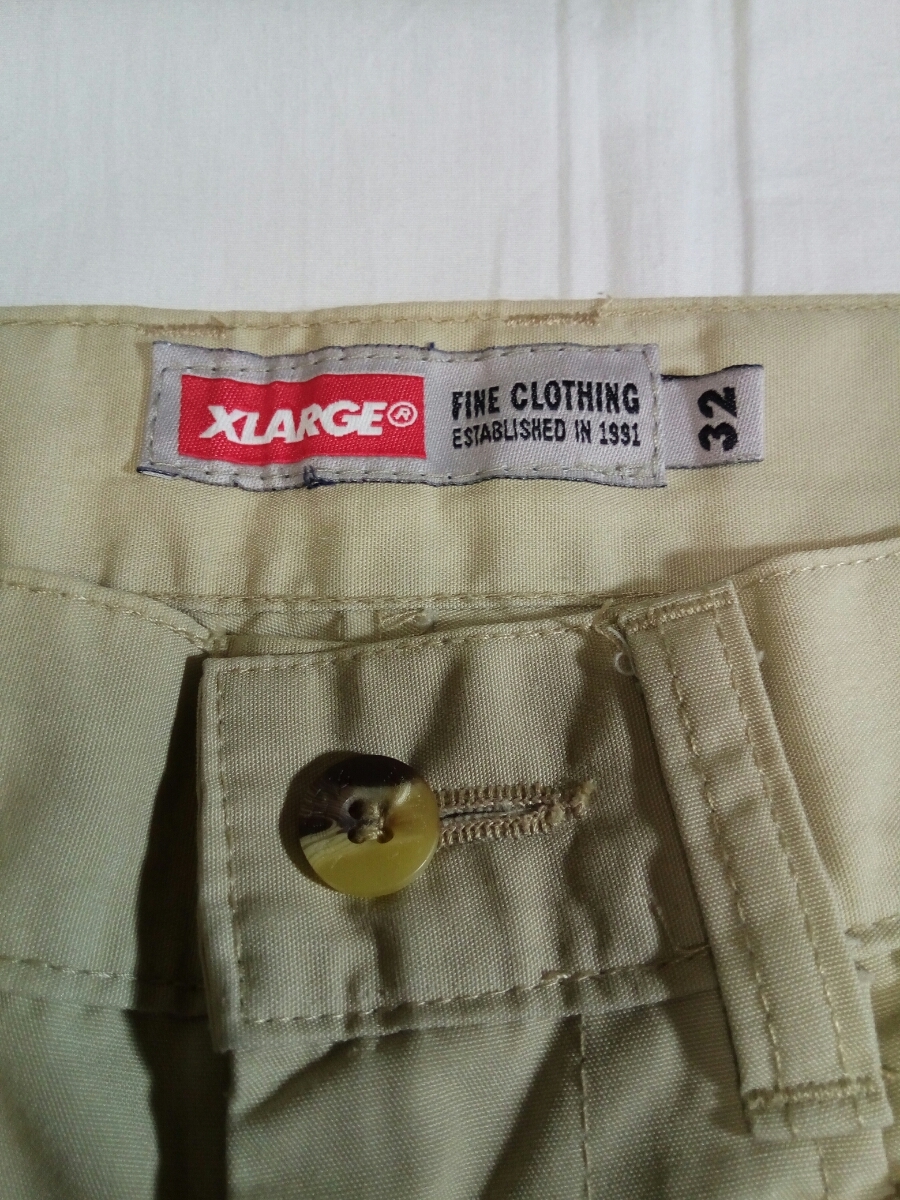 XLARGE®
FINE CLOTHING
ESTABLISHED IN 1991
32